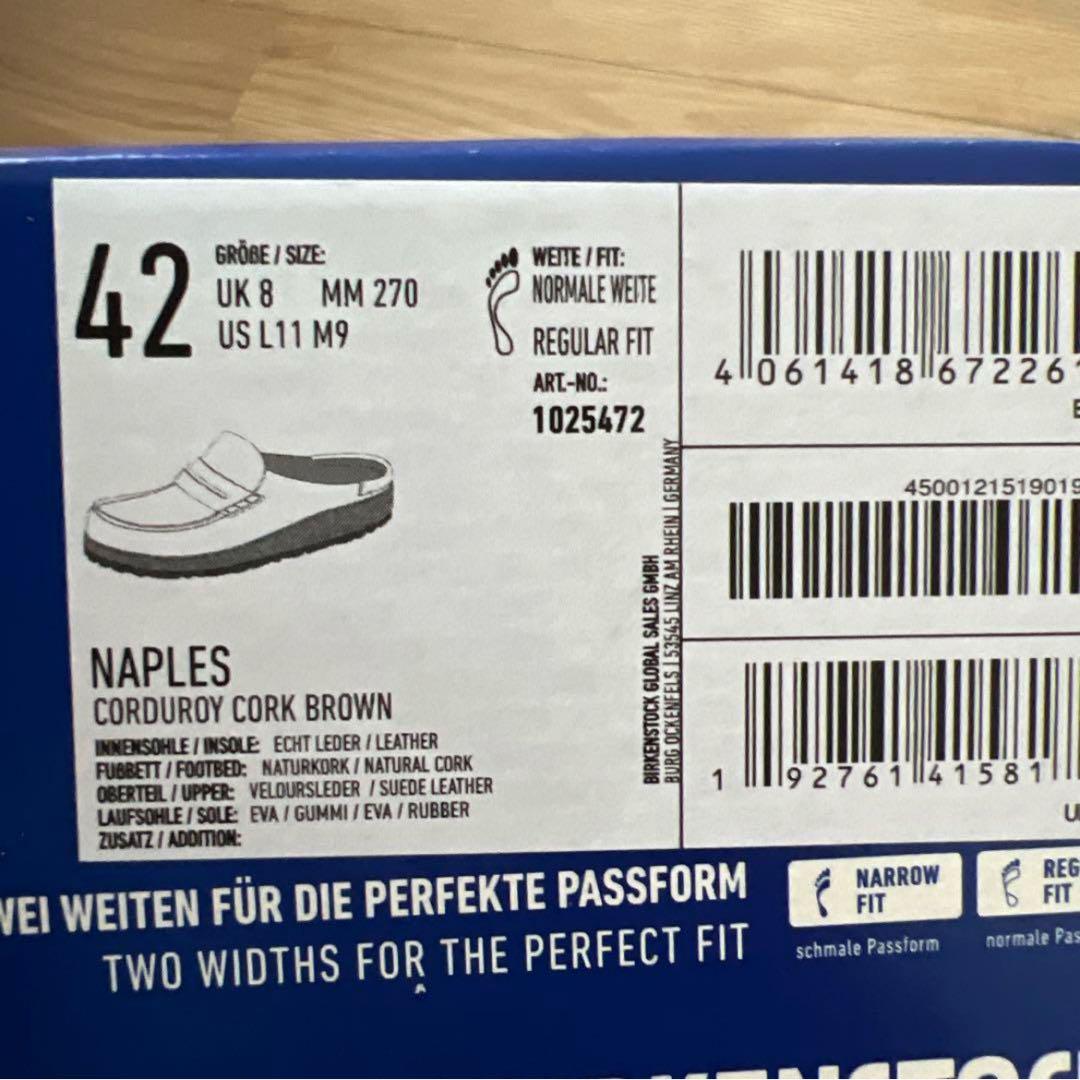 42
GRÖßE / SIZE:
UK 8 MM 270
US L11 M9
WEITE / FIT:
NORMALE WEITE
REGULAR FIT
ART.-NO.:
1025472
NAPLES
CORDUROY CORK BROWN
INNENSOHLE / INSOLE: ECHT LEDER / LEATHER
FUßBETT / FOOTBED: NATURKORK / NATURAL CORK
OBERTEIL / UPPER: VELOURSLEDER / SUEDE LEATHER
LAUFSOHLE / SOLE: EVA / GUMMI / EVA / RUBBER
ZUSATZ / ADDITION:
BIRKENSTOCK GLOBAL SALES GMBH
BURG OCKENFELS | 53545 LINZ AM RHEIN | GERMANY
4 061418 67226
4500121519019
1 92761 41581
WEI WEITEN FÜR DIE PERFEKTE PASSFORM
TWO WIDTHS FOR THE PERFECT FIT
NARROW
FIT
schmale Passform
REG
FIT
normale Pas